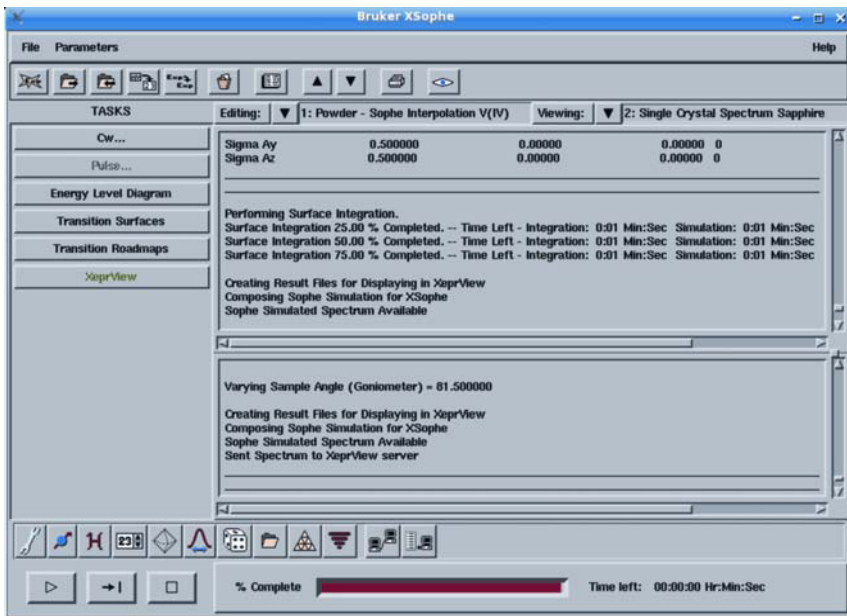 Bruker XSophe
File Parameters Help
TASKS
Editing: 1: Powder - Sophe Interpolation V(IV) Viewing: 2: Single Crystal Spectrum Sapphire
Cw...
Pulse...
Energy Level Diagram
Transition Surfaces
Transition Roadmaps
XeprView
Sigma Ay 0.500000 0.00000 0.00000 0
Sigma Az 0.500000 0.00000 0.00000 0
Performing Surface Integration.
Surface Integration 25.00 % Completed. -- Time Left - Integration: 0:01 Min:Sec Simulation: 0:01 Min:Sec
Surface Integration 50.00 % Completed. -- Time Left - Integration: 0:01 Min:Sec Simulation: 0:01 Min:Sec
Surface Integration 75.00 % Completed. -- Time Left - Integration: 0:01 Min:Sec Simulation: 0:01 Min:Sec
Creating Result Files for Displaying in XeprView
Composing Sophe Simulation for XSophe
Sophe Simulated Spectrum Available
Varying Sample Angle (Goniometer) = 81.500000
Creating Result Files for Displaying in XeprView
Composing Sophe Simulation for XSophe
Sophe Simulated Spectrum Available
Sent Spectrum to XeprView server
23
% Complete Time left: 00:00:00 Hr:Min:Sec